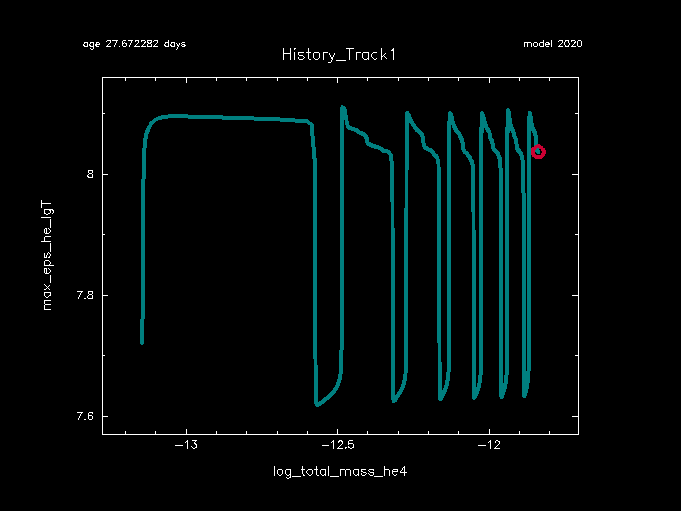 age 27.672282 days
model 2020
History_Track1
8
7.8
7.6
max_eps_he_lgT
−13
−12.5
−12
log_total_mass_he4